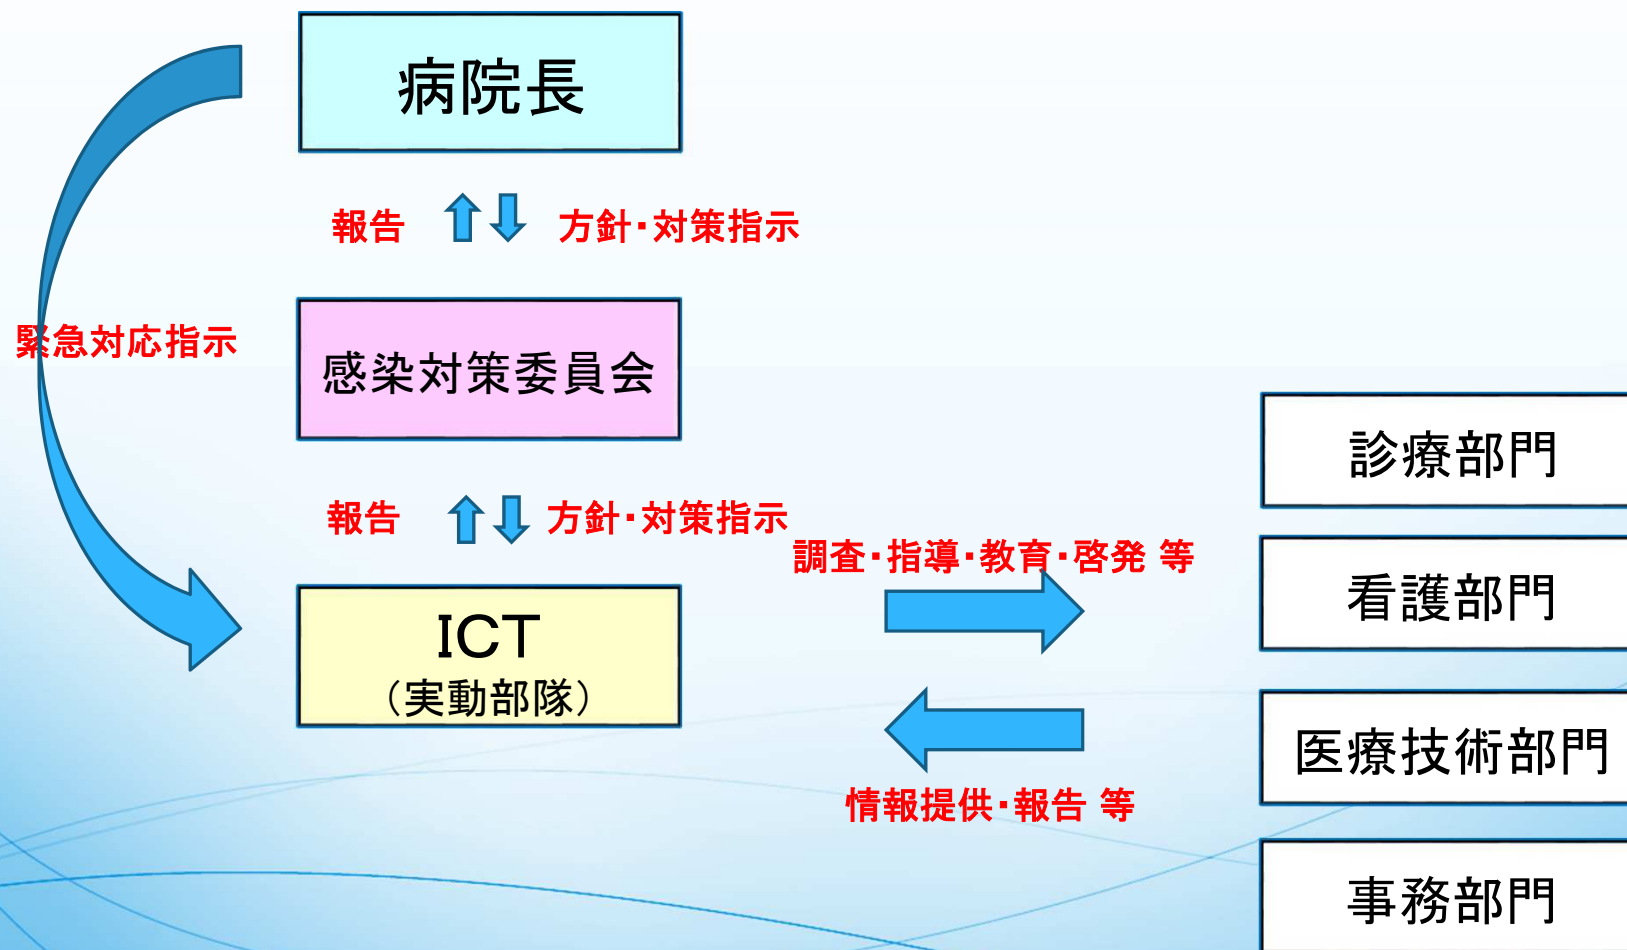 病院長
報告 方針・対策指示
緊急対応指示
感染対策委員会
報告 方針・対策指示
ICT
（実動部隊）
調査・指導・教育・啓発 等
情報提供・報告 等
診療部門
看護部門
医療技術部門
事務部門